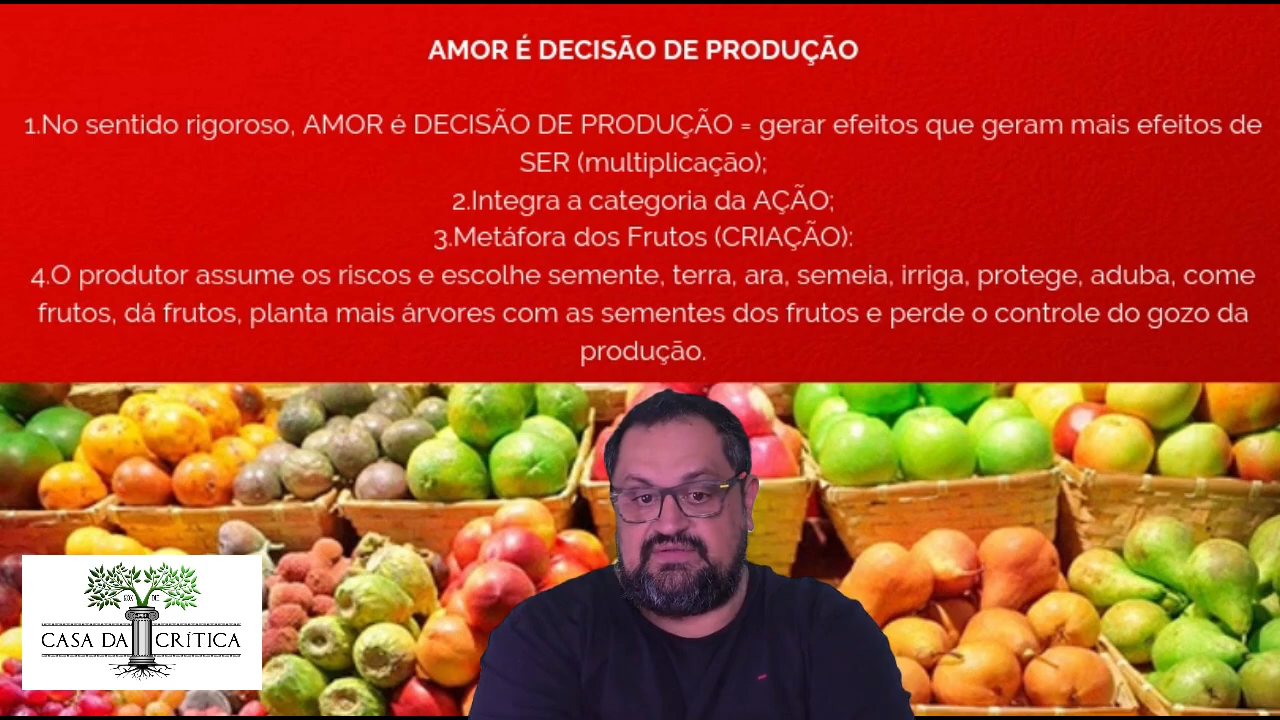 AMOR É DECISÃO DE PRODUÇÃO
1.No sentido rigoroso, AMOR é DECISÃO DE PRODUÇÃO = gerar efeitos que geram mais efeitos de
SER (multiplicação);
2.Integra a categoria da AÇÃO;
3.Metáfora dos Frutos (CRIAÇÃO):
4.O produtor assume os riscos e escolhe semente, terra, ara, semeia, irriga, protege, aduba, come
frutos, dá frutos, planta mais árvores com as sementes dos frutos e perde o controle do gozo da
produção.
CASA DA CRÍTICA